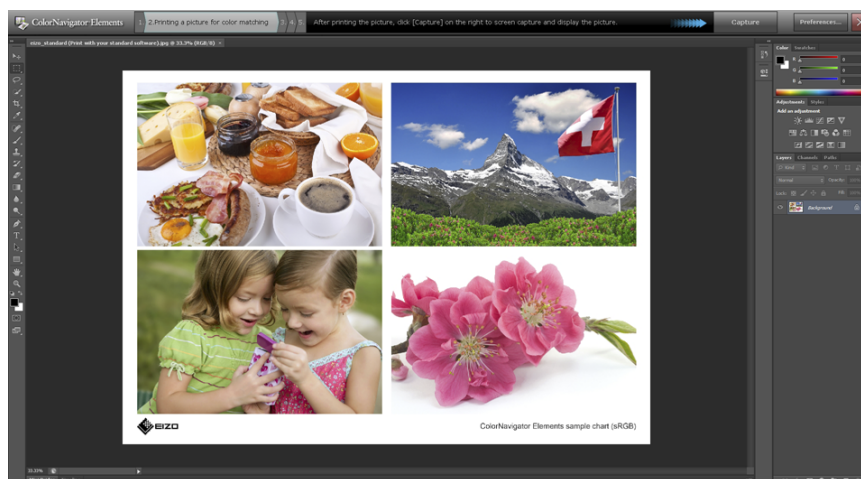 ColorNavigator Elements
1. 2.Printing a picture for color matching 3. 4. 5.
After printing the picture, click [Capture] on the right to screen capture and display the picture.
Capture
Preferences...
eizo_standard (Print with your standard software).jpg @ 33.3% (RGB/8) ×
Color Swatches
Adjustments Styles
Add an adjustment
Layers Channels Paths
Normal
Background
EIZO
ColorNavigator Elements sample chart (sRGB)
33.33%